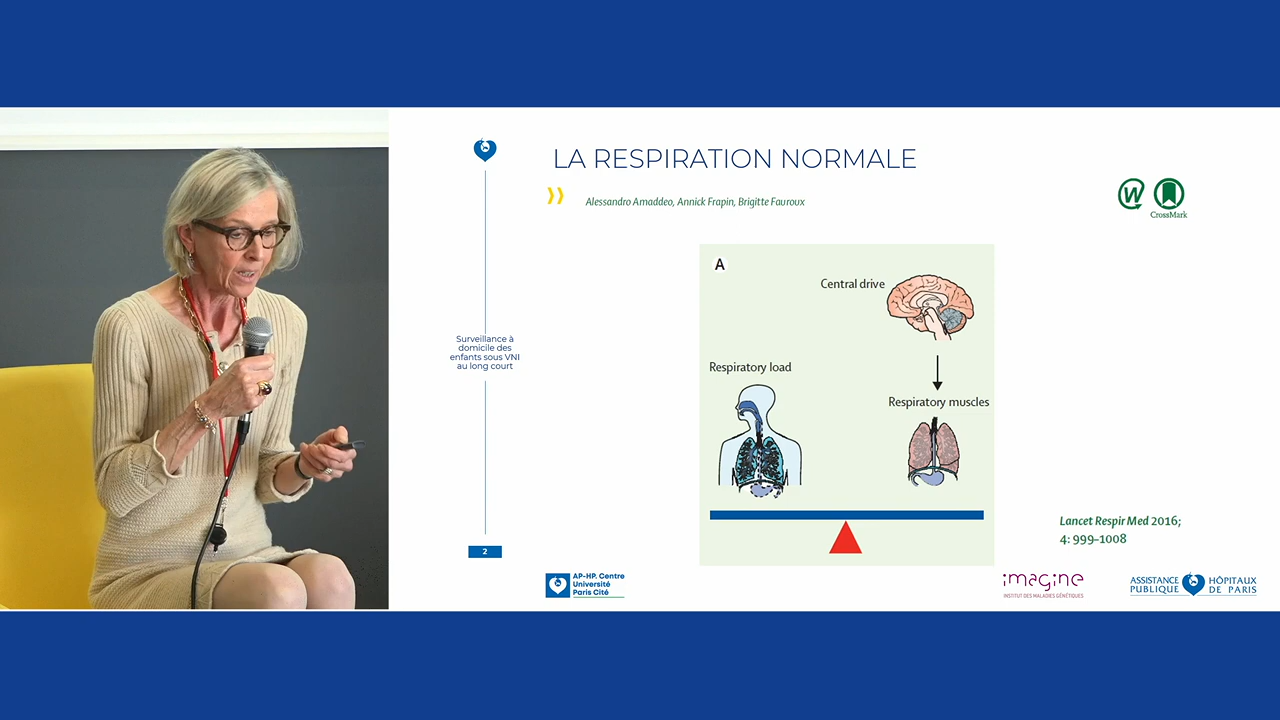 LA RESPIRATION NORMALE
Alessandro Amaddeo, Annick Frapin, Brigitte Fauroux
W
CrossMark
Surveillance à
domicile des
enfants sous VNI
au long court
2
A
Central drive
Respiratory load
Respiratory muscles
Lancet Respir Med 2016;
4: 999–1008
AP-HP. Centre
Université
Paris Cité
imagine
INSTITUT DES MALADIES GÉNÉTIQUES
ASSISTANCE
PUBLIQUE
HÔPITAUX
DE PARIS